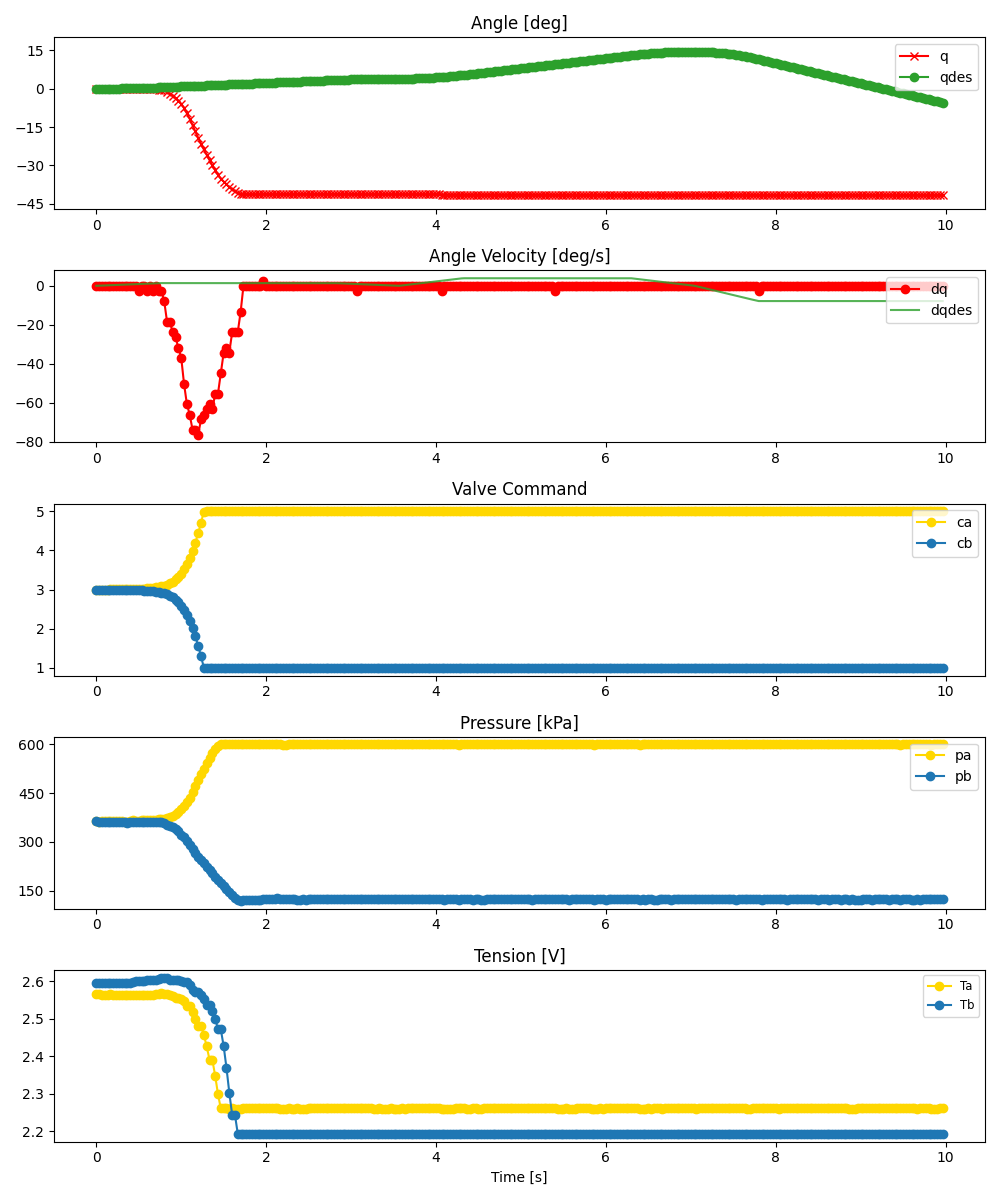 Angle [deg]
15
0
−15
−30
−45
q
qdes
0 2 4 6 8 10
Angle Velocity [deg/s]
0
−20
−40
−60
−80
dq
dqdes
0 2 4 6 8 10
Valve Command
5
4
3
2
1
ca
cb
0 2 4 6 8 10
Pressure [kPa]
600
450
300
150
pa
pb
0 2 4 6 8 10
Tension [V]
2.6
2.5
2.4
2.3
2.2
Ta
Tb
0 2 4 6 8 10
Time [s]